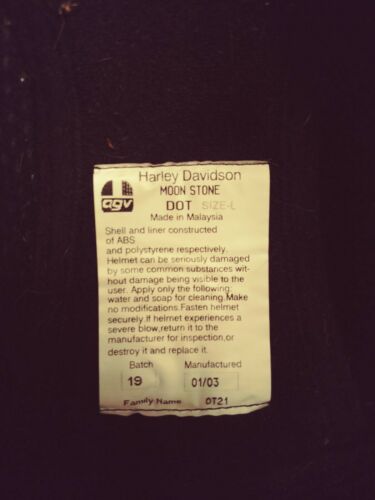 Harley Davidson
agv
MOON STONE
DOT SIZE-L
Made in Malaysia
Shell and liner constructed
of ABS
and polystyrene respectively.
Helmet can be seriously damaged
by some common substances with-
hout damage being visible to the
user. Apply only the following:
water and soap for cleaning.Make
no modifications.Fasten helmet
securely.If helmet experiences a
severe blow,return it to the
manufacturer for inspection,or
destroy it and replace it.
Batch Manufactured
19 01/03
Family Name OT21